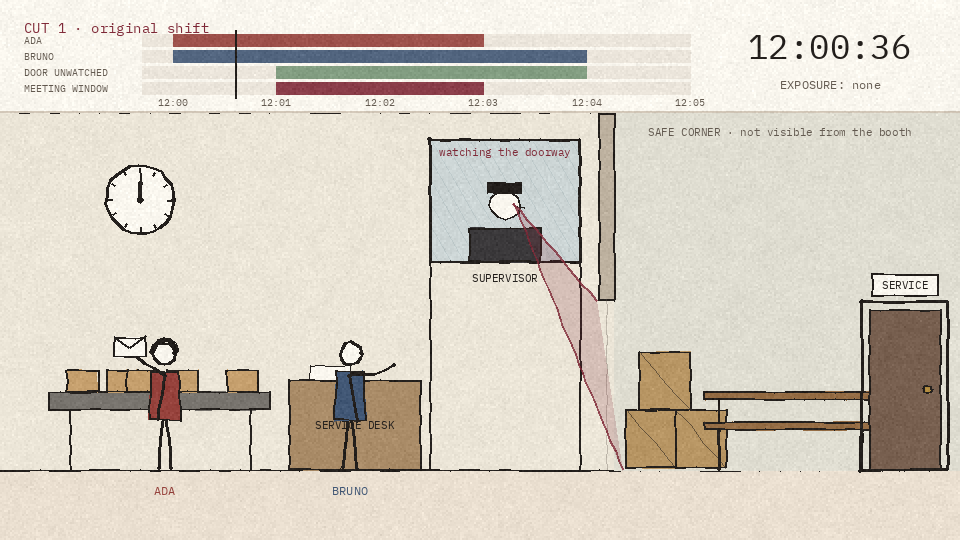 CUT 1 · original shift
ADA
BRUNO
DOOR UNWATCHED
MEETING WINDOW
12:00
12:01
12:02
12:03
12:04
12:05
12:00:36
EXPOSURE: none
SAFE CORNER · not visible from the booth
watching the doorway
SUPERVISOR
SERVICE
SERVICE DESK
ADA
BRUNO